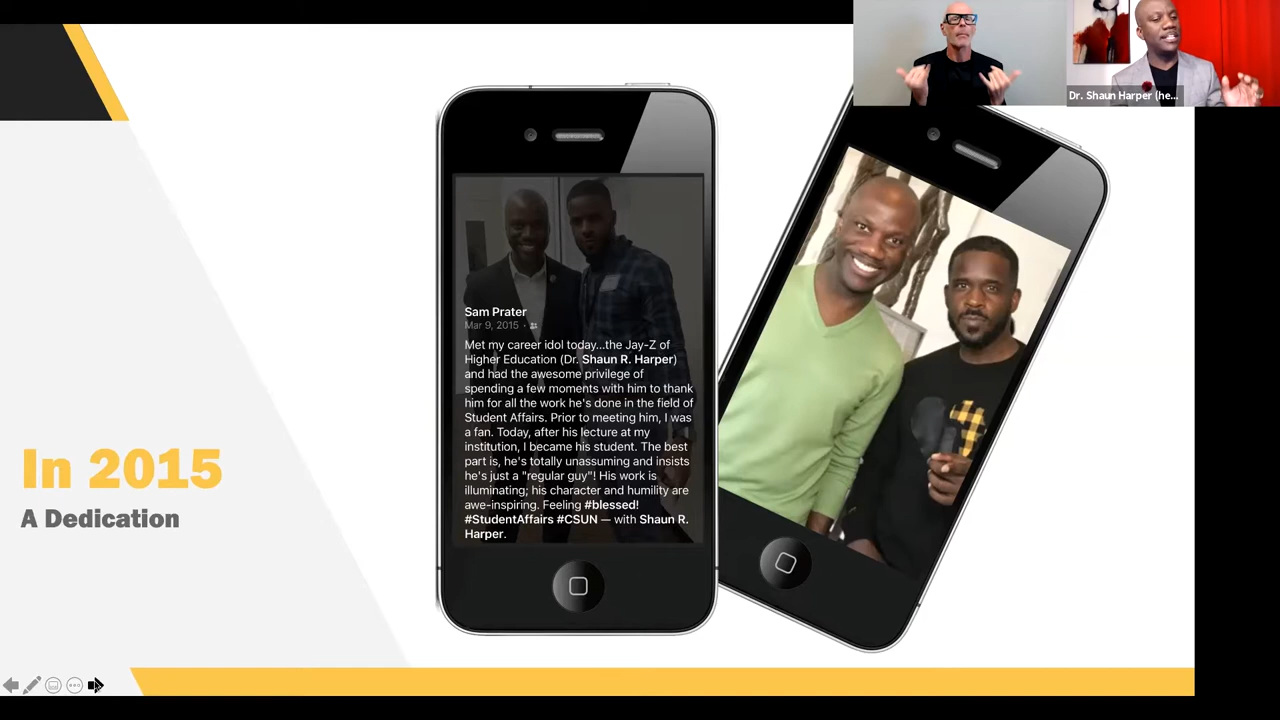 Dr. Shaun Harper (he...
Sam Prater
Mar 9, 2015 ·
Met my career idol today...the Jay-Z of
Higher Education (Dr. Shaun R. Harper)
and had the awesome privilege of
spending a few moments with him to thank
him for all the work he's done in the field of
Student Affairs. Prior to meeting him, I was
a fan. Today, after his lecture at my
institution, I became his student. The best
part is, he's totally unassuming and insists
he's just a "regular guy"! His work is
illuminating; his character and humility are
awe-inspiring. Feeling #blessed!
#StudentAffairs #CSUN — with Shaun R.
Harper.
In 2015
A Dedication